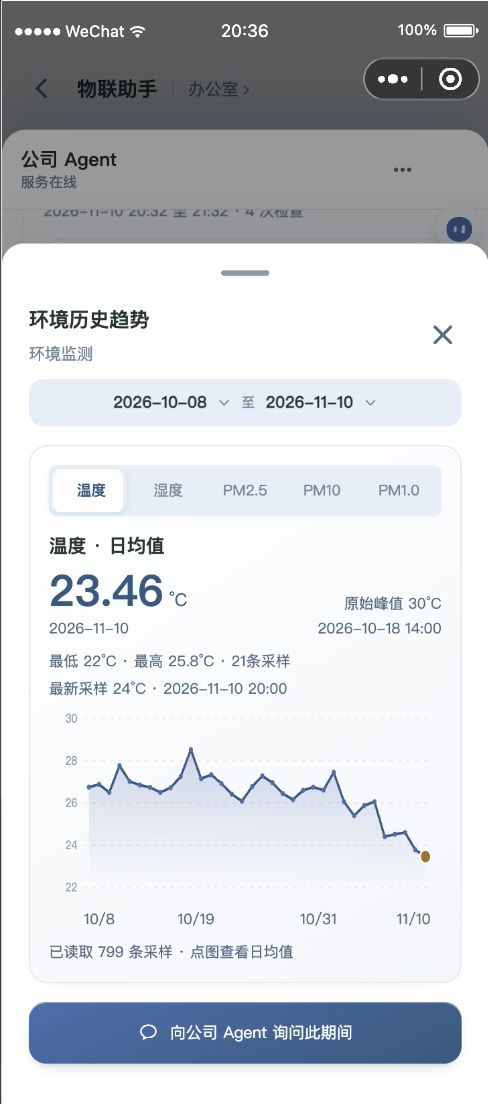 ●●●●● WeChat 20:36 100%
物联助手 办公室 >
公司 Agent
服务在线
2026-11-10 20:32 至 21:32 · 4 次检查
环境历史趋势
环境监测
2026-10-08 至 2026-11-10
温度 湿度 PM2.5 PM10 PM1.0
温度 · 日均值
23.46 °C
原始峰值 30°C
2026-11-10
2026-10-18 14:00
最低 22°C · 最高 25.8°C · 21条采样
最新采样 24°C · 2026-11-10 20:00
30
28
26
24
22
10/8 10/19 10/31 11/10
已读取 799 条采样 · 点图查看日均值
向公司 Agent 询问此期间